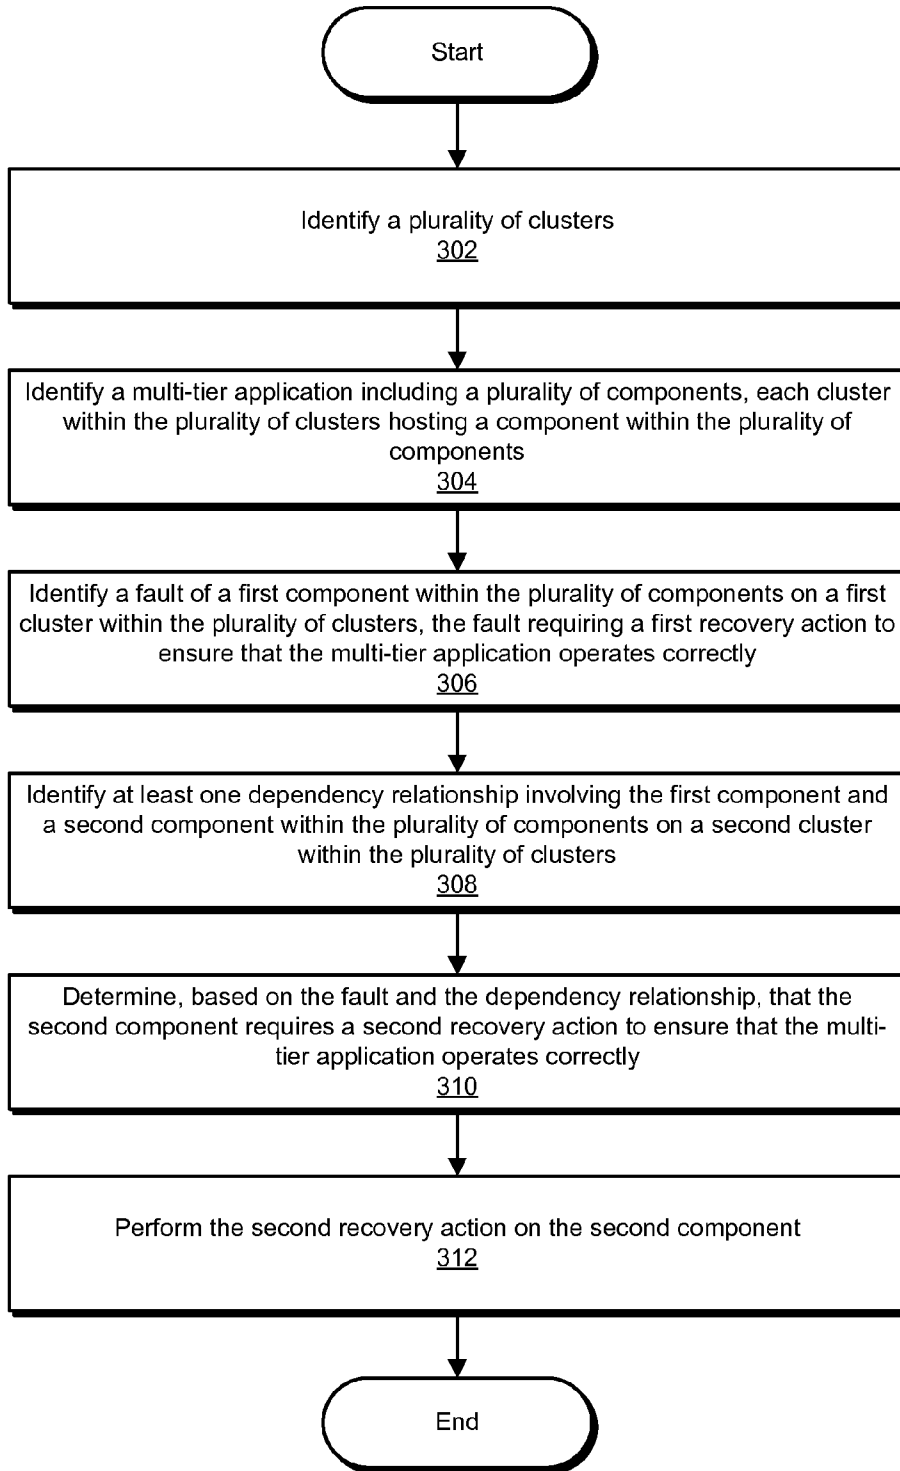 Start
Identify a plurality of clusters
302
Identify a multi-tier application including a plurality of components, each cluster
within the plurality of clusters hosting a component within the plurality of
components
304
Identify a fault of a first component within the plurality of components on a first
cluster within the plurality of clusters, the fault requiring a first recovery action to
ensure that the multi-tier application operates correctly
306
Identify at least one dependency relationship involving the first component and
a second component within the plurality of components on a second cluster
within the plurality of clusters
308
Determine, based on the fault and the dependency relationship, that the
second component requires a second recovery action to ensure that the multi-
tier application operates correctly
310
Perform the second recovery action on the second component
312
End